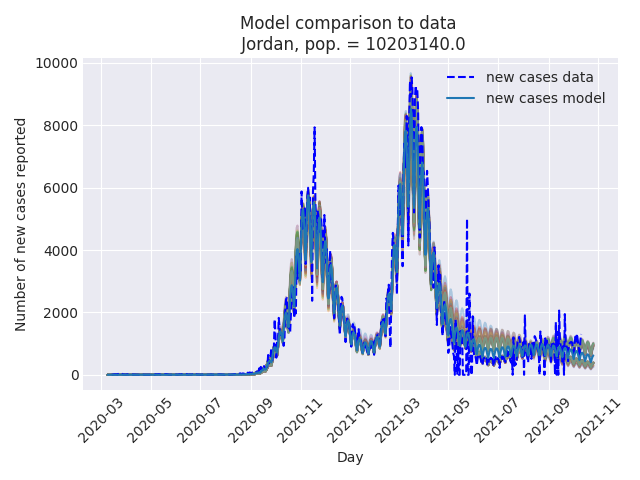 Model comparison to data
Jordan, pop. = 10203140.0
new cases data
new cases model
Number of new cases reported
10000
8000
6000
4000
2000
0
2020-03
2020-05
2020-07
2020-09
2020-11
2021-01
2021-03
2021-05
2021-07
2021-09
2021-11
Day